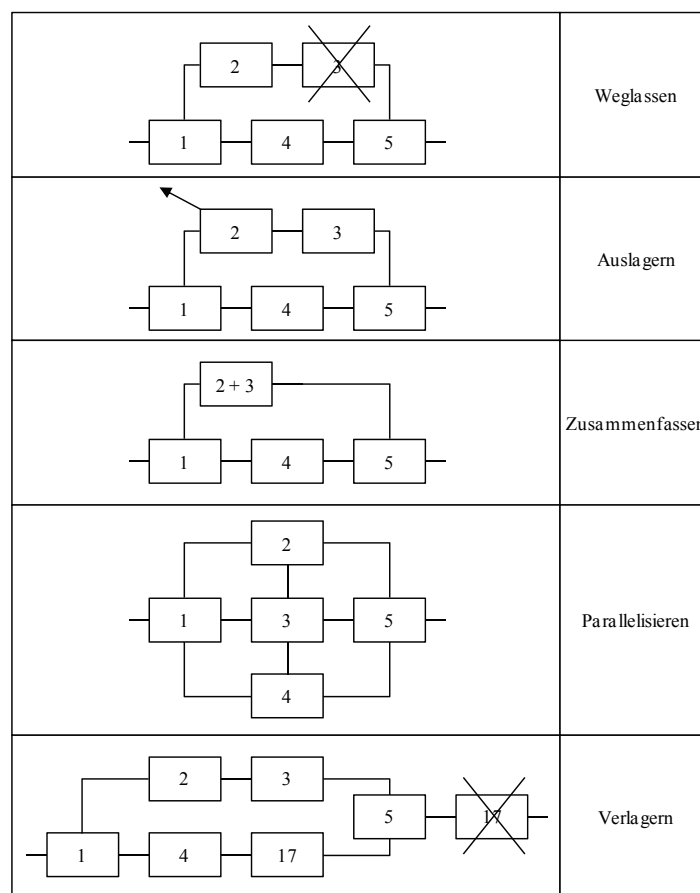 2 3
Weglassen
1 4 5
2 3
Auslagern
1 4 5
2 + 3
Zusammenfassen
1 4 5
2
1 3 5
Parallelisieren
4
2 3
5 17
Verlagern
1 4 17